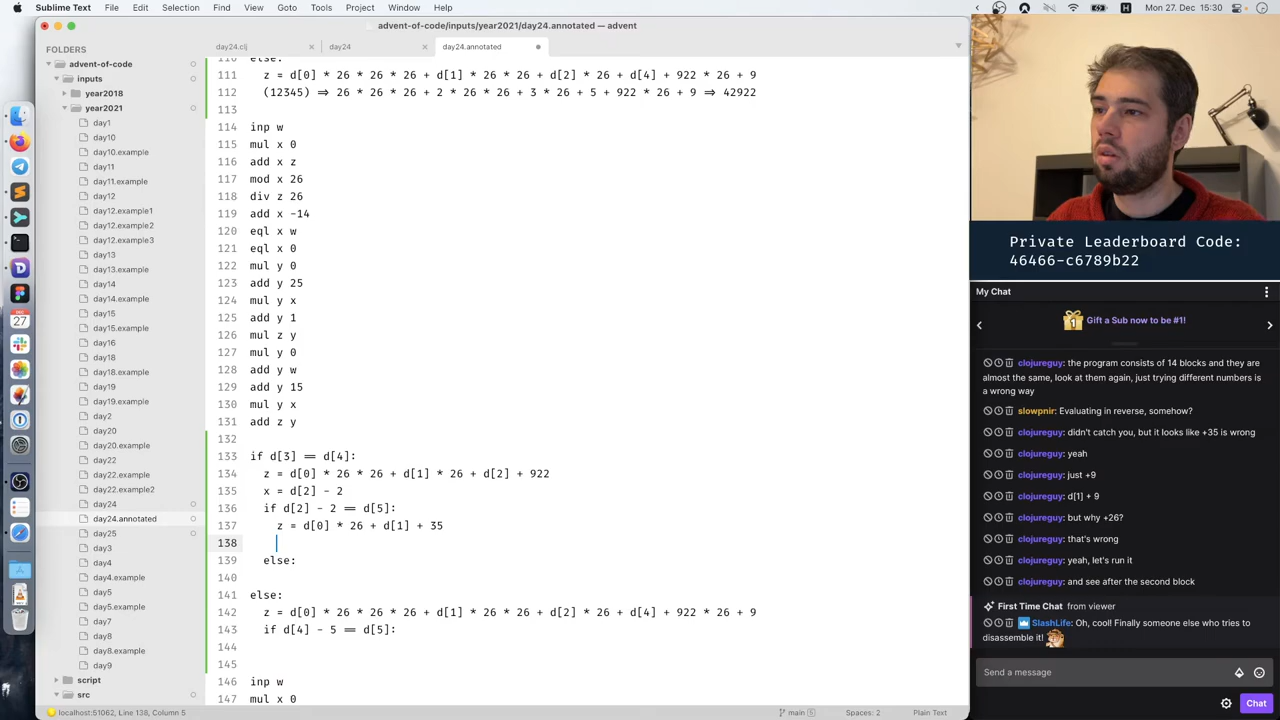 Sublime Text File Edit Selection Find View Goto Tools Project Window Help
Mon 27. Dec 15:30
advent-of-code/inputs/year2021/day24.annotated — advent
FOLDERS
advent-of-code
inputs
year2018
year2021
day1
day10
day10.example
day11
day11.example
day12
day12.example1
day12.example2
day12.example3
day13
day13.example
day14
day14.example
day15
day15.example
day16
day18
day18.example
day19
day19.example
day2
day20
day20.example
day22
day22.example
day22.example2
day24
day24.annotated
day25
day3
day4
day4.example
day5
day5.example
day7
day8
day8.example
day9
script
src
day24.clj
day24
day24.annotated
110 else:
111 z = d[0] * 26 * 26 * 26 + d[1] * 26 * 26 + d[2] * 26 + d[4] + 922 * 26 + 9
112 (12345) => 26 * 26 * 26 + 2 * 26 * 26 + 3 * 26 + 5 + 922 * 26 + 9 => 42922
113
114 inp w
115 mul x 0
116 add x z
117 mod x 26
118 div z 26
119 add x -14
120 eql x w
121 eql x 0
122 mul y 0
123 add y 25
124 mul y x
125 add y 1
126 mul z y
127 mul y 0
128 add y w
129 add y 15
130 mul y x
131 add z y
132
133 if d[3] == d[4]:
134 z = d[0] * 26 * 26 + d[1] * 26 + d[2] + 922
135 x = d[2] - 2
136 if d[2] - 2 == d[5]:
137 z = d[0] * 26 + d[1] + 35
138
139 else:
140
141 else:
142 z = d[0] * 26 * 26 * 26 + d[1] * 26 * 26 + d[2] * 26 + d[4] + 922 * 26 + 9
143 if d[4] - 5 == d[5]:
144
145
146 inp w
147 mul x 0
localhost:51062, Line 138, Column 5
main 5
Spaces: 2
Plain Text
Private Leaderboard Code:
46466-c6789b22
My Chat
Gift a Sub now to be #1!
clojureguy: the program consists of 14 blocks and they are
almost the same, look at them again, just trying different numbers is
a wrong way
slowpnir: Evaluating in reverse, somehow?
clojureguy: didn't catch you, but it looks like +35 is wrong
clojureguy: yeah
clojureguy: just +9
clojureguy: d[1] + 9
clojureguy: but why +26?
clojureguy: that's wrong
clojureguy: yeah, let's run it
clojureguy: and see after the second block
First Time Chat from viewer
SlashLife: Oh, cool! Finally someone else who tries to
disassemble it!
Send a message
Chat